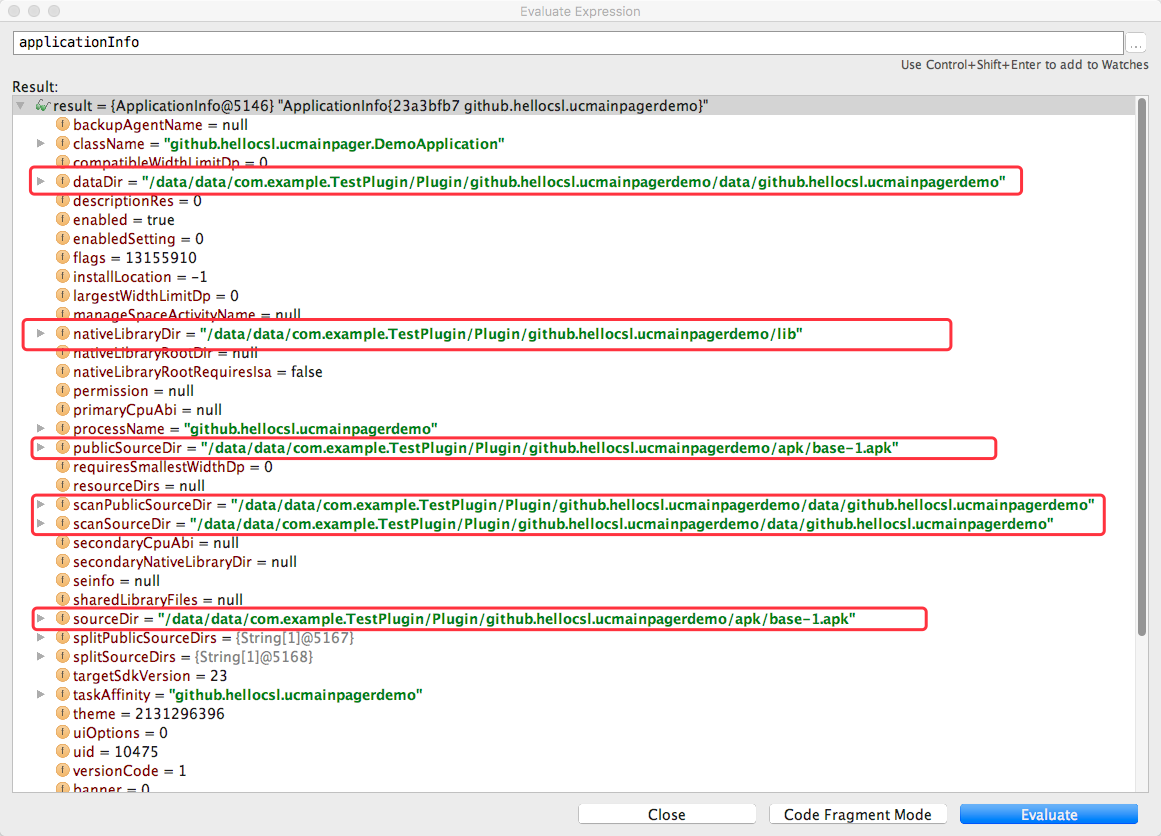 Evaluate Expression
applicationInfo
...
Use Control+Shift+Enter to add to Watches
Result:
result = {ApplicationInfo@5146} "ApplicationInfo{23a3bfb7 github.hellocsl.ucmainpagerdemo}"
f backupAgentName = null
f className = "github.hellocsl.ucmainpager.DemoApplication"
f compatibleWidthLimitDp = 0
f dataDir = "/data/data/com.example.TestPlugin/Plugin/github.hellocsl.ucmainpagerdemo/data/github.hellocsl.ucmainpagerdemo"
f descriptionRes = 0
f enabled = true
f enabledSetting = 0
f flags = 13155910
f installLocation = -1
f largestWidthLimitDp = 0
f manageSpaceActivityName = null
f nativeLibraryDir = "/data/data/com.example.TestPlugin/Plugin/github.hellocsl.ucmainpagerdemo/lib"
f nativeLibraryRootDir = null
f nativeLibraryRootRequiresIsa = false
f permission = null
f primaryCpuAbi = null
f processName = "github.hellocsl.ucmainpagerdemo"
f publicSourceDir = "/data/data/com.example.TestPlugin/Plugin/github.hellocsl.ucmainpagerdemo/apk/base-1.apk"
f requiresSmallestWidthDp = 0
f resourceDirs = null
f scanPublicSourceDir = "/data/data/com.example.TestPlugin/Plugin/github.hellocsl.ucmainpagerdemo/data/github.hellocsl.ucmainpagerdemo"
f scanSourceDir = "/data/data/com.example.TestPlugin/Plugin/github.hellocsl.ucmainpagerdemo/data/github.hellocsl.ucmainpagerdemo"
f secondaryCpuAbi = null
f secondaryNativeLibraryDir = null
f seinfo = null
f sharedLibraryFiles = null
f sourceDir = "/data/data/com.example.TestPlugin/Plugin/github.hellocsl.ucmainpagerdemo/apk/base-1.apk"
f splitPublicSourceDirs = {String[1]@5167}
f splitSourceDirs = {String[1]@5168}
f targetSdkVersion = 23
f taskAffinity = "github.hellocsl.ucmainpagerdemo"
f theme = 2131296396
f uiOptions = 0
f uid = 10475
f versionCode = 1
f banner = 0
Close
Code Fragment Mode
Evaluate